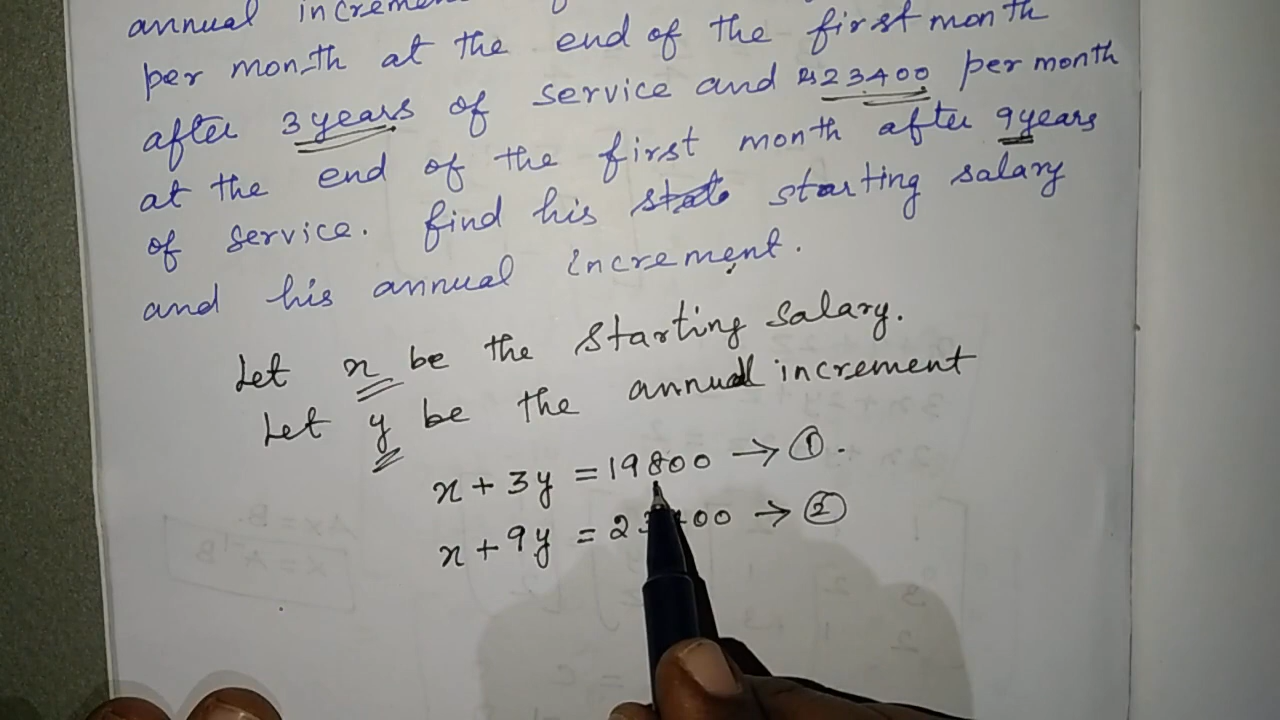 annual increment
per month at the end of the first month
after 3 years of service and ₨23400 per month
at the end of the first month after 9 years
of service. find his starting salary
and his annual increment.
Let x be the starting salary.
Let y be the annual increment
x + 3y = 19800 → ①.
x + 9y = 23400 → ②